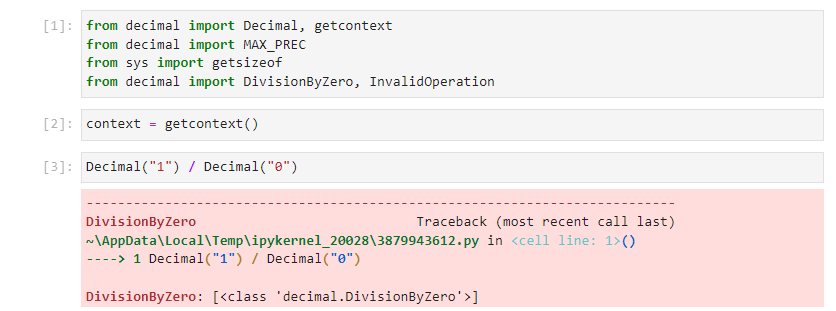 [1]: from decimal import Decimal, getcontext
from decimal import MAX_PREC
from sys import getsizeof
from decimal import DivisionByZero, InvalidOperation
[2]: context = getcontext()
[3]: Decimal("1") / Decimal("0")
---------------------------------------------------------------------------
DivisionByZero                            Traceback (most recent call last)
~\AppData\Local\Temp\ipykernel_20028\3879943612.py in <cell line: 1>()
----> 1 Decimal("1") / Decimal("0")
DivisionByZero: [<class 'decimal.DivisionByZero'>]